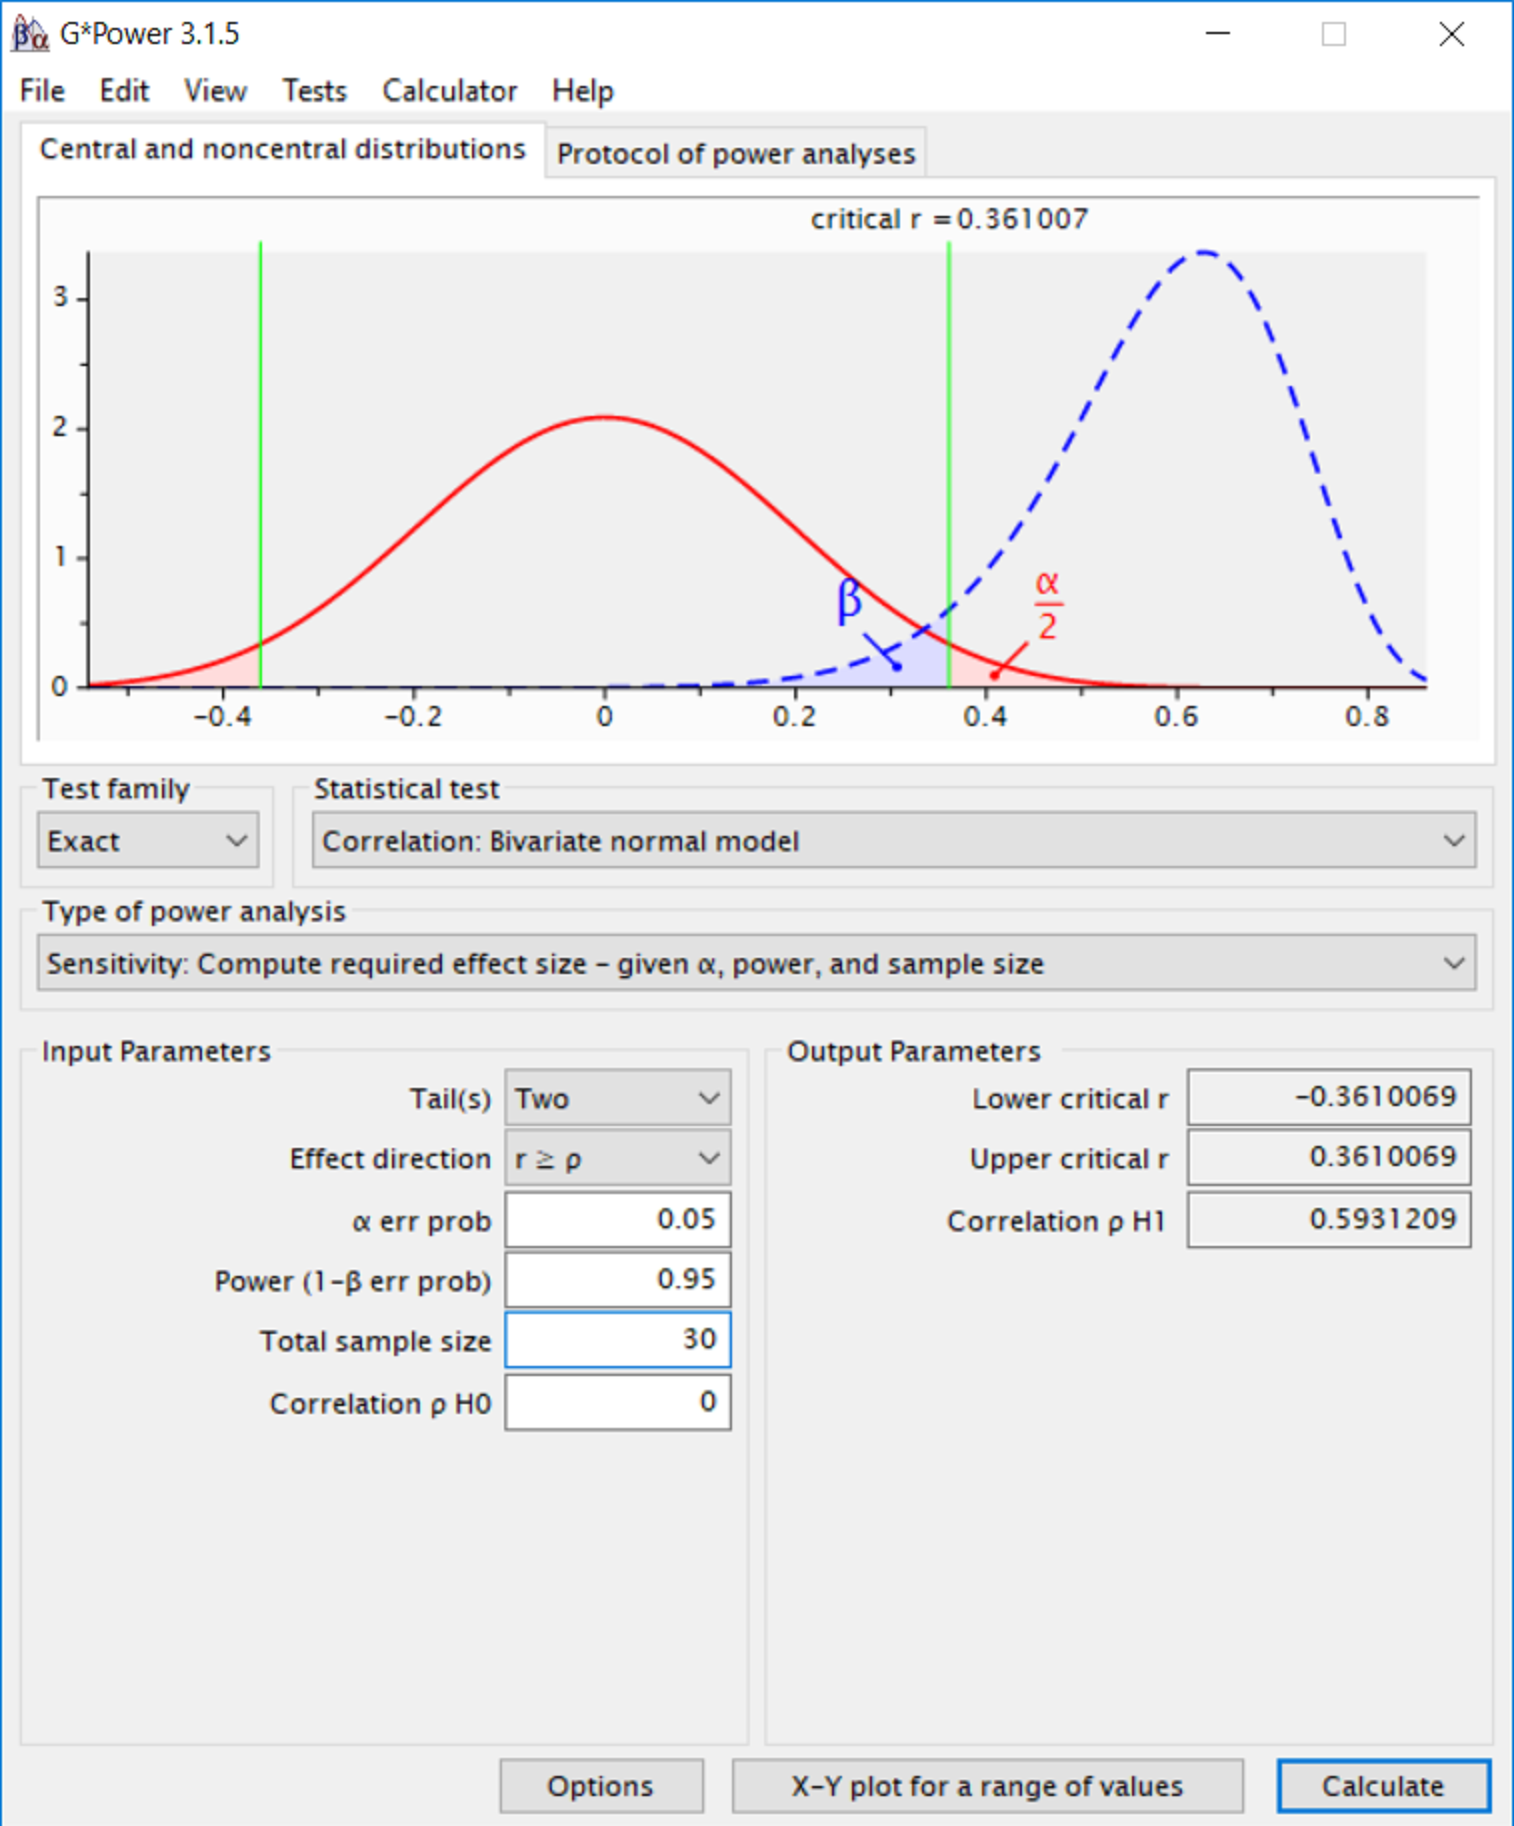 G*Power 3.1.5
File Edit View Tests Calculator Help
Central and noncentral distributions Protocol of power analyses
critical r = 0.361007
3
2
1
0
β
α
2
-0.4 -0.2 0 0.2 0.4 0.6 0.8
Test family Statistical test
Exact Correlation: Bivariate normal model
Type of power analysis
Sensitivity: Compute required effect size - given α, power, and sample size
Input Parameters
Tail(s) Two
Effect direction r ≥ ρ
α err prob 0.05
Power (1-β err prob) 0.95
Total sample size 30
Correlation ρ H0 0
Output Parameters
Lower critical r -0.3610069
Upper critical r 0.3610069
Correlation ρ H1 0.5931209
Options X-Y plot for a range of values Calculate